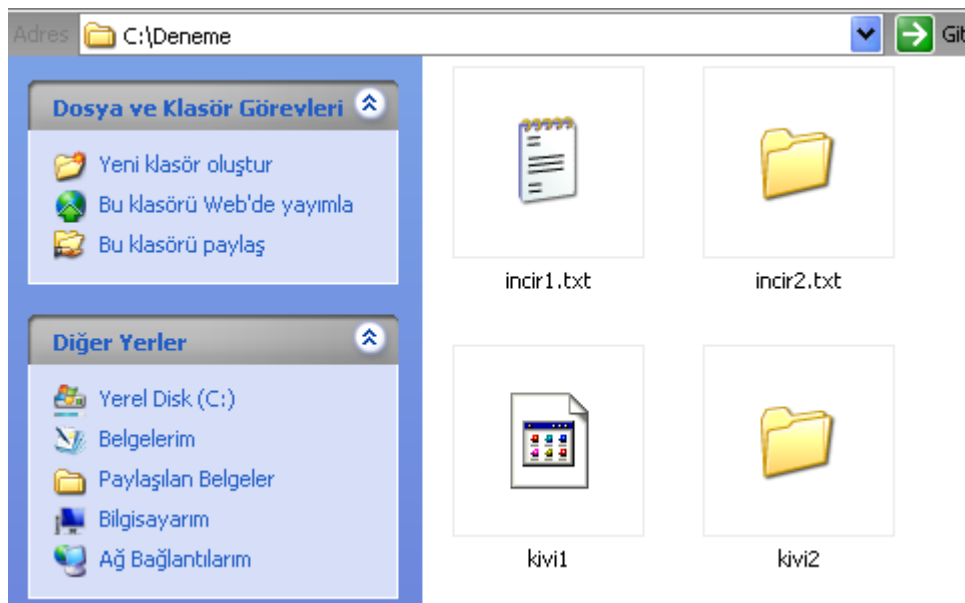 Adres C:\Deneme Git
Dosya ve Klasör Görevleri
Yeni klasör oluştur
Bu klasörü Web'de yayımla
Bu klasörü paylaş
Diğer Yerler
Yerel Disk (C:)
Belgelerim
Paylaşılan Belgeler
Bilgisayarım
Ağ Bağlantılarım
incir1.txt incir2.txt
kivi1 kivi2